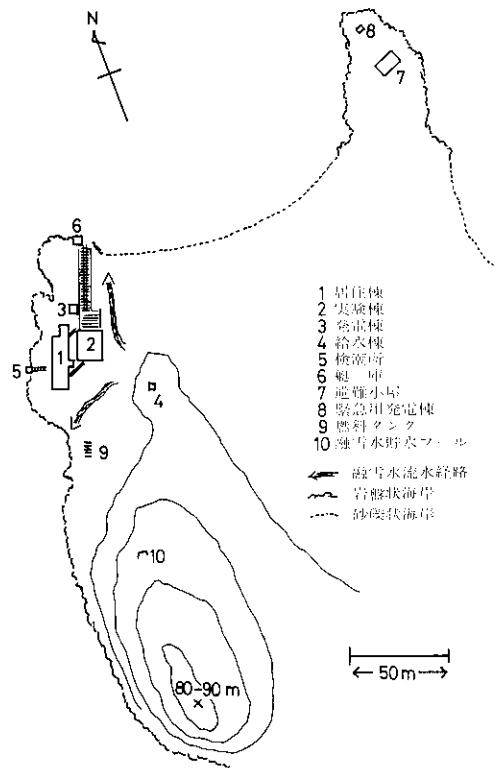 N
8
7
6
3
1
2
5
4
9
10
1 居住棟
2 実験棟
3 発電棟
4 給水棟
5 検潮所
6 艇庫
7 避難小屋
8 緊急用発電棟
9 燃料タンク
10 融雪水貯水プール
融雪水流水経路
岩盤状海岸
砂礫状海岸
50m
80-90m